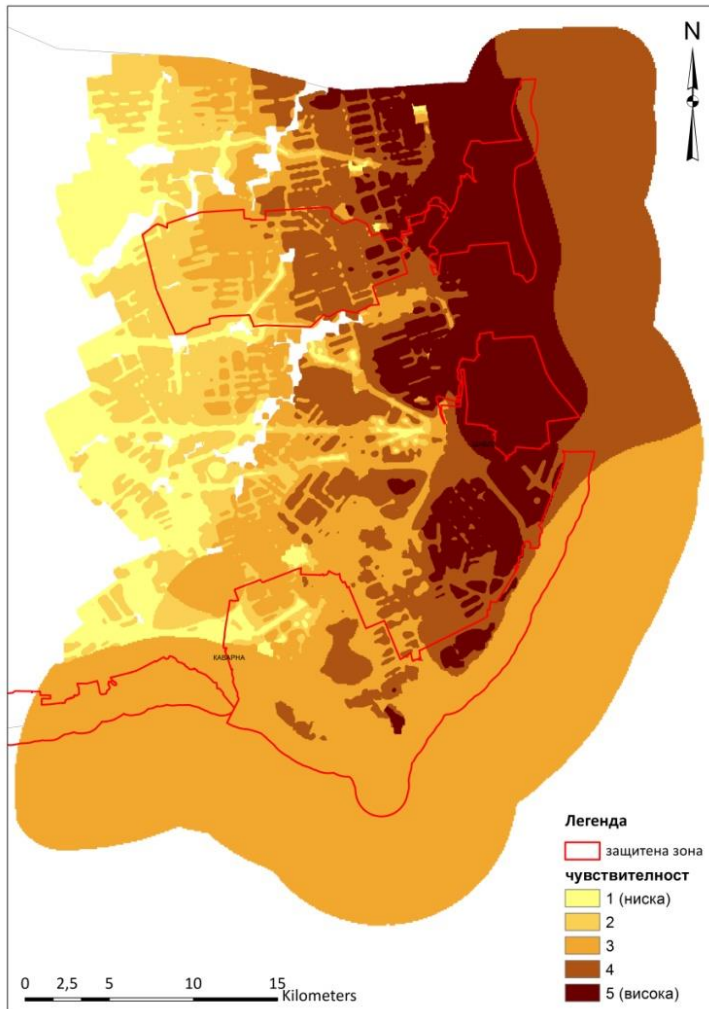 N
КАВАРНА
Легенда
защитена зона
чувствителност
1 (ниска)
2
3
4
5 (висока)
0 2,5 5 10 15
Kilometers